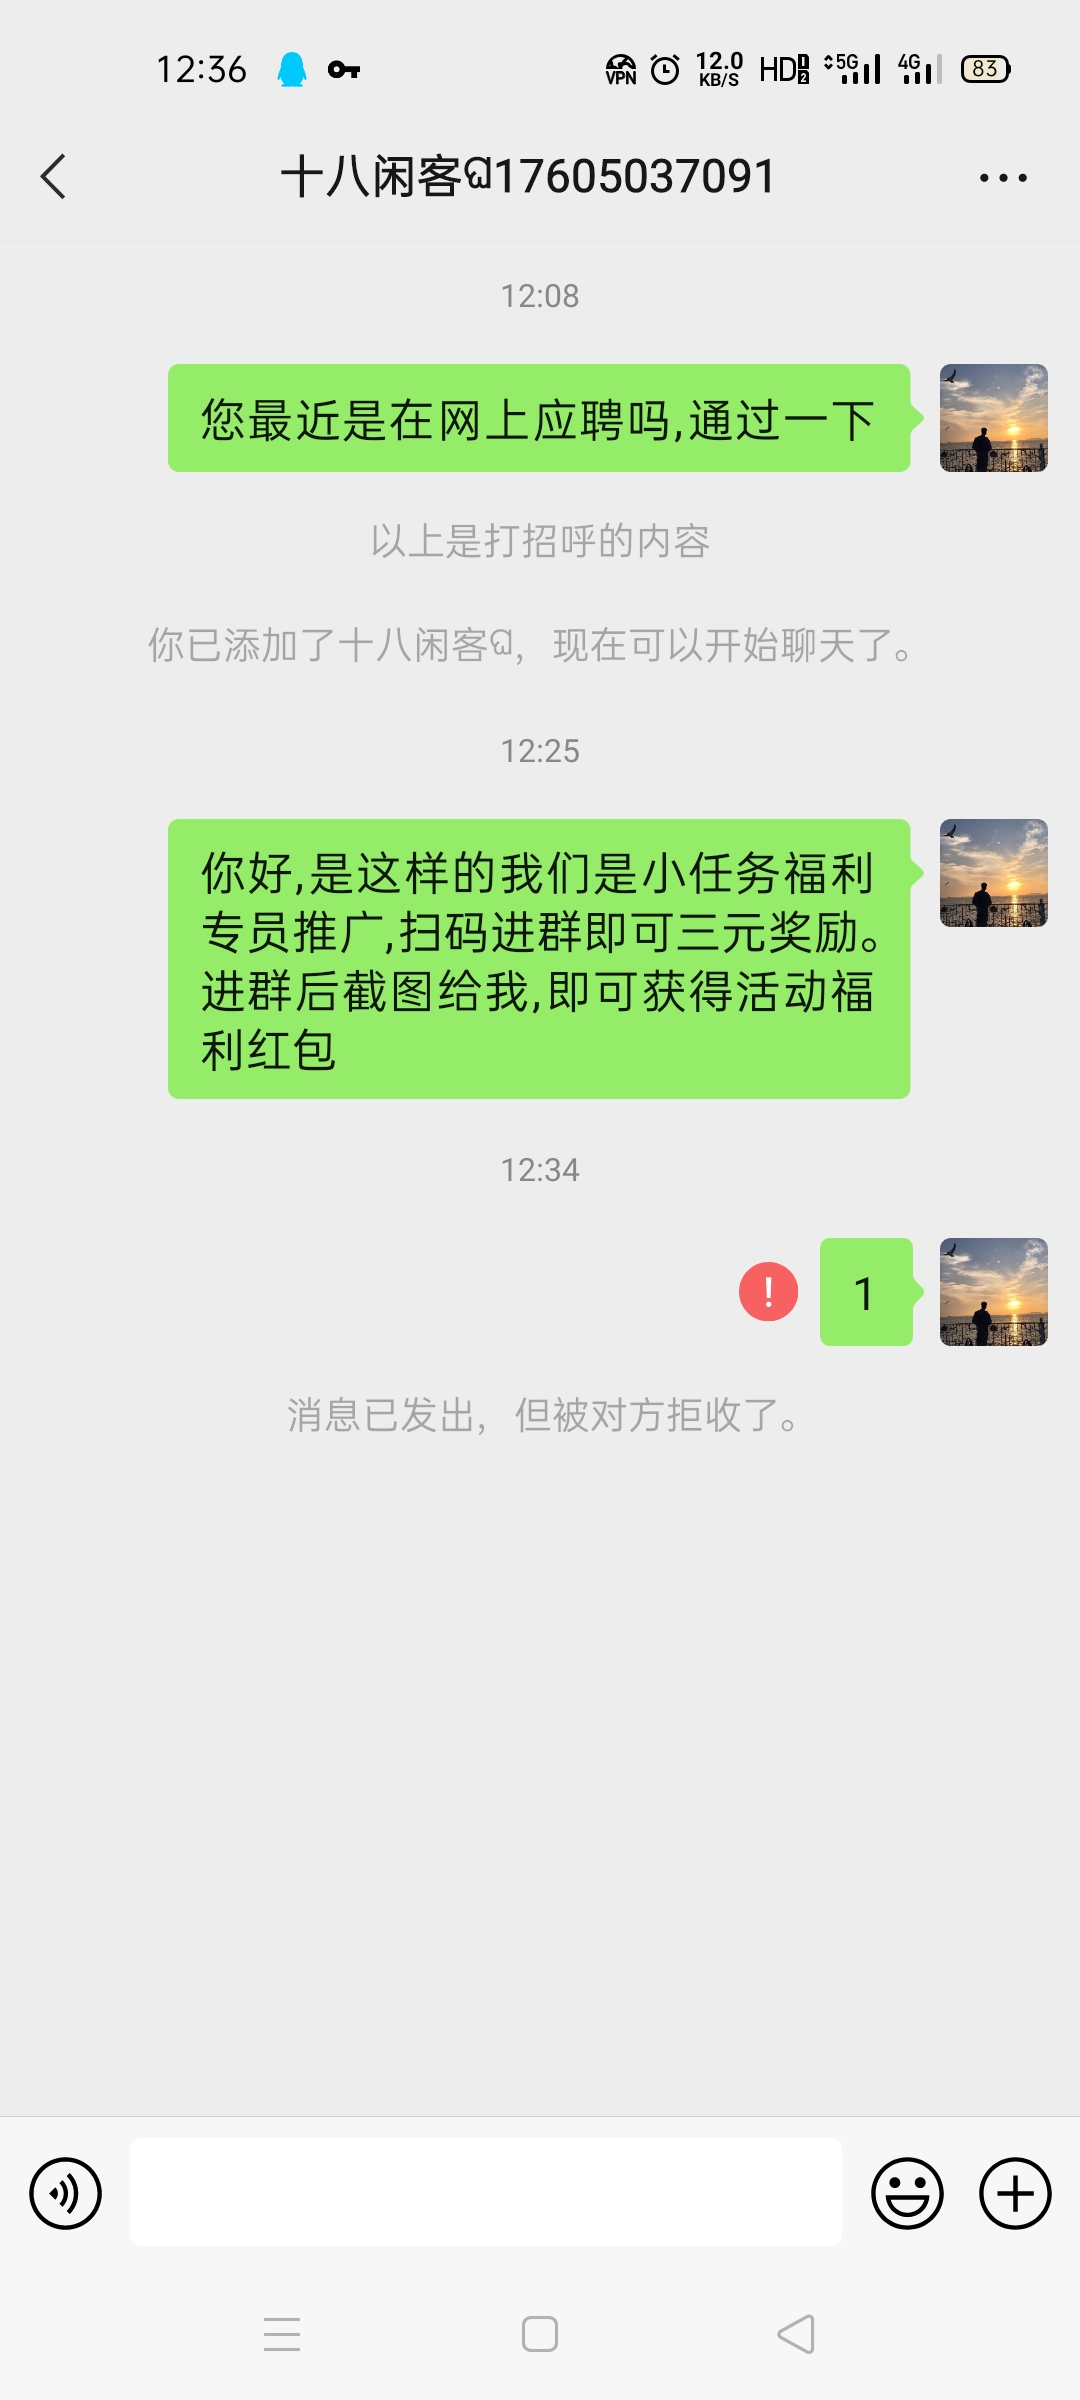 12:36
VPN
12.0
KB/S
HD 1 2
5G
4G
83
十八闲客17605037091
12:08
您最近是在网上应聘吗,通过一下
以上是打招呼的内容
你已添加了十八闲客，现在可以开始聊天了。
12:25
你好,是这样的我们是小任务福利
专员推广,扫码进群即可三元奖励。
进群后截图给我,即可获得活动福
利红包
12:34
! 1
消息已发出，但被对方拒收了。